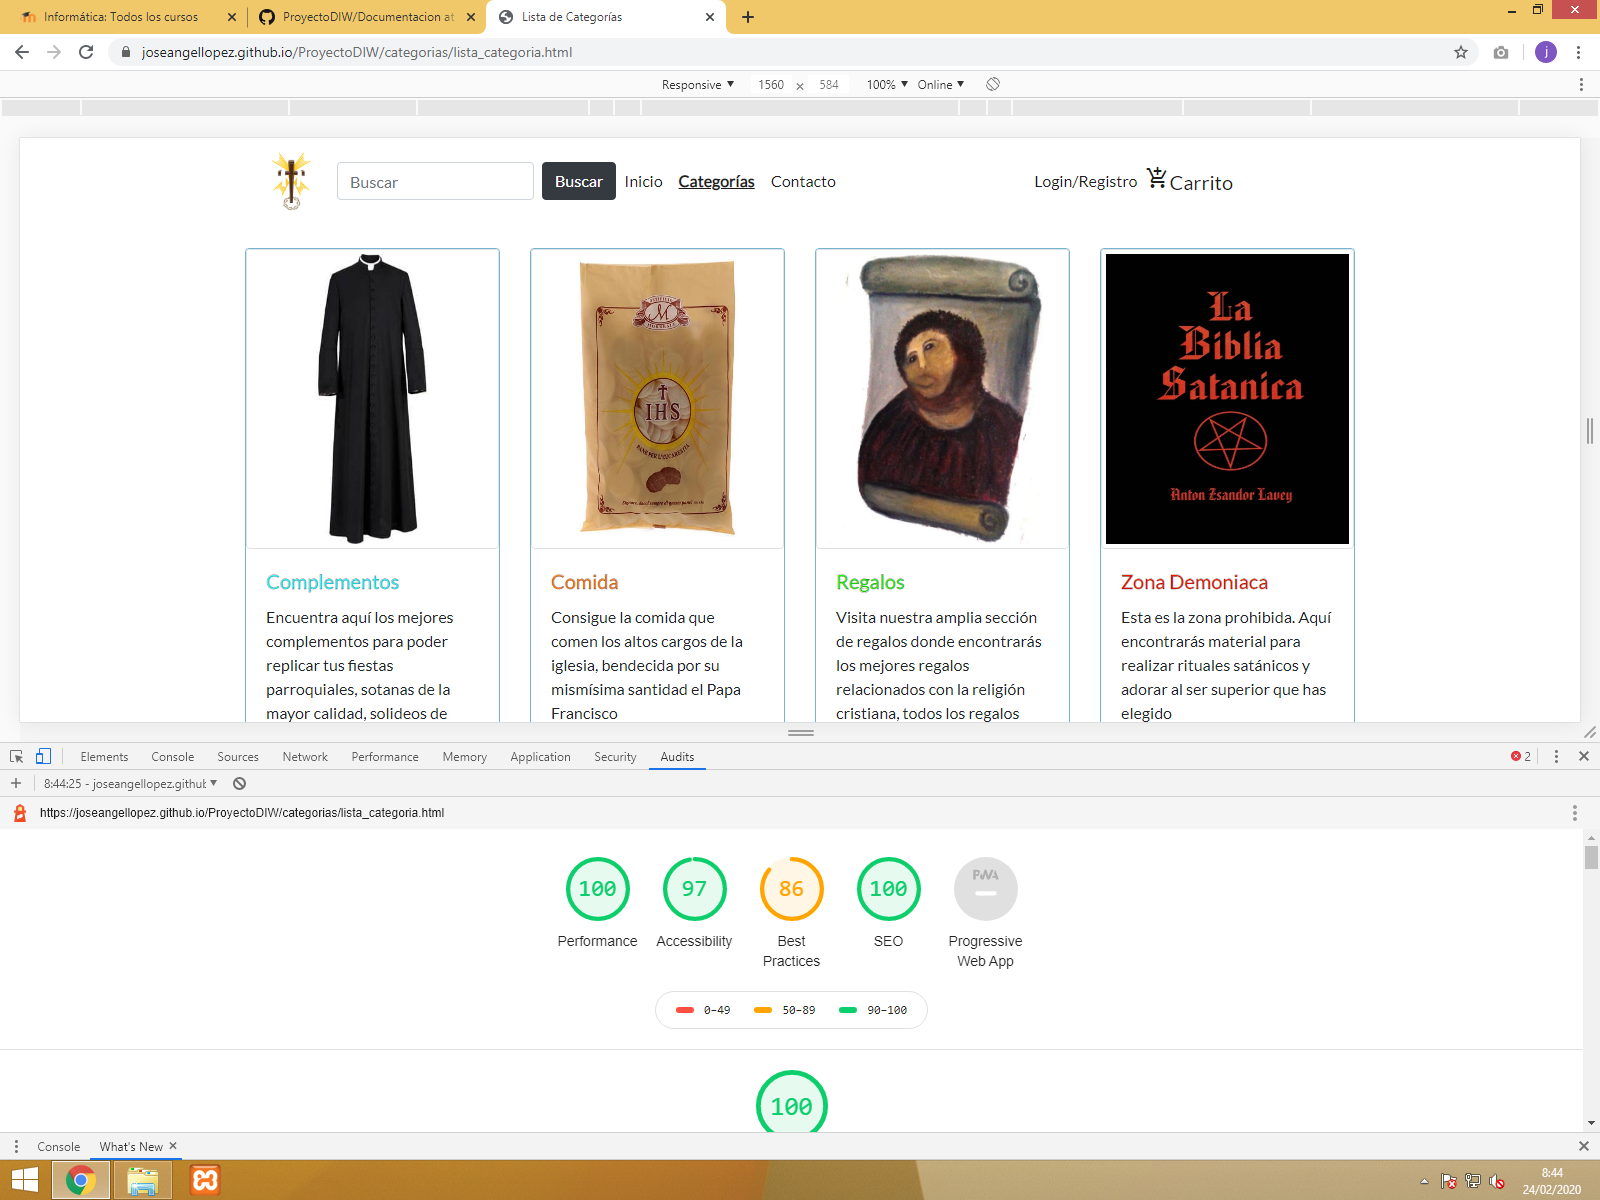 Informática: Todos los cursos
ProyectoDIW/Documentacion at
Lista de Categorías
joseangellopez.github.io/ProyectoDIW/categorias/lista_categoria.html
j
Responsive ▼ 1560 x 584 100% ▼ Online ▼
Buscar
Buscar
Inicio
Categorías
Contacto
Login/Registro
Carrito
M
IHS
La
Biblia
Satanica
Anton Zsandor Lavey
Complementos
Encuentra aquí los mejores
complementos para poder
replicar tus fiestas
parroquiales, sotanas de la
mayor calidad, solideos de
Comida
Consigue la comida que
comen los altos cargos de la
iglesia, bendecida por su
mismísima santidad el Papa
Francisco
Regalos
Visita nuestra amplia sección
de regalos donde encontrarás
los mejores regalos
relacionados con la religión
cristiana, todos los regalos
Zona Demoniaca
Esta es la zona prohibida. Aquí
encontrarás material para
realizar rituales satánicos y
adorar al ser superior que has
elegido
Elements Console Sources Network Performance Memory Application Security Audits 2
8:44:25 - joseangellopez.githut ▼
https://joseangellopez.github.io/ProyectoDIW/categorias/lista_categoria.html
100
Performance
97
Accessibility
86
Best
Practices
100
SEO
PWA
Progressive
Web App
0–49 50–89 90–100
100
Console What's New
8:44
24/02/2020